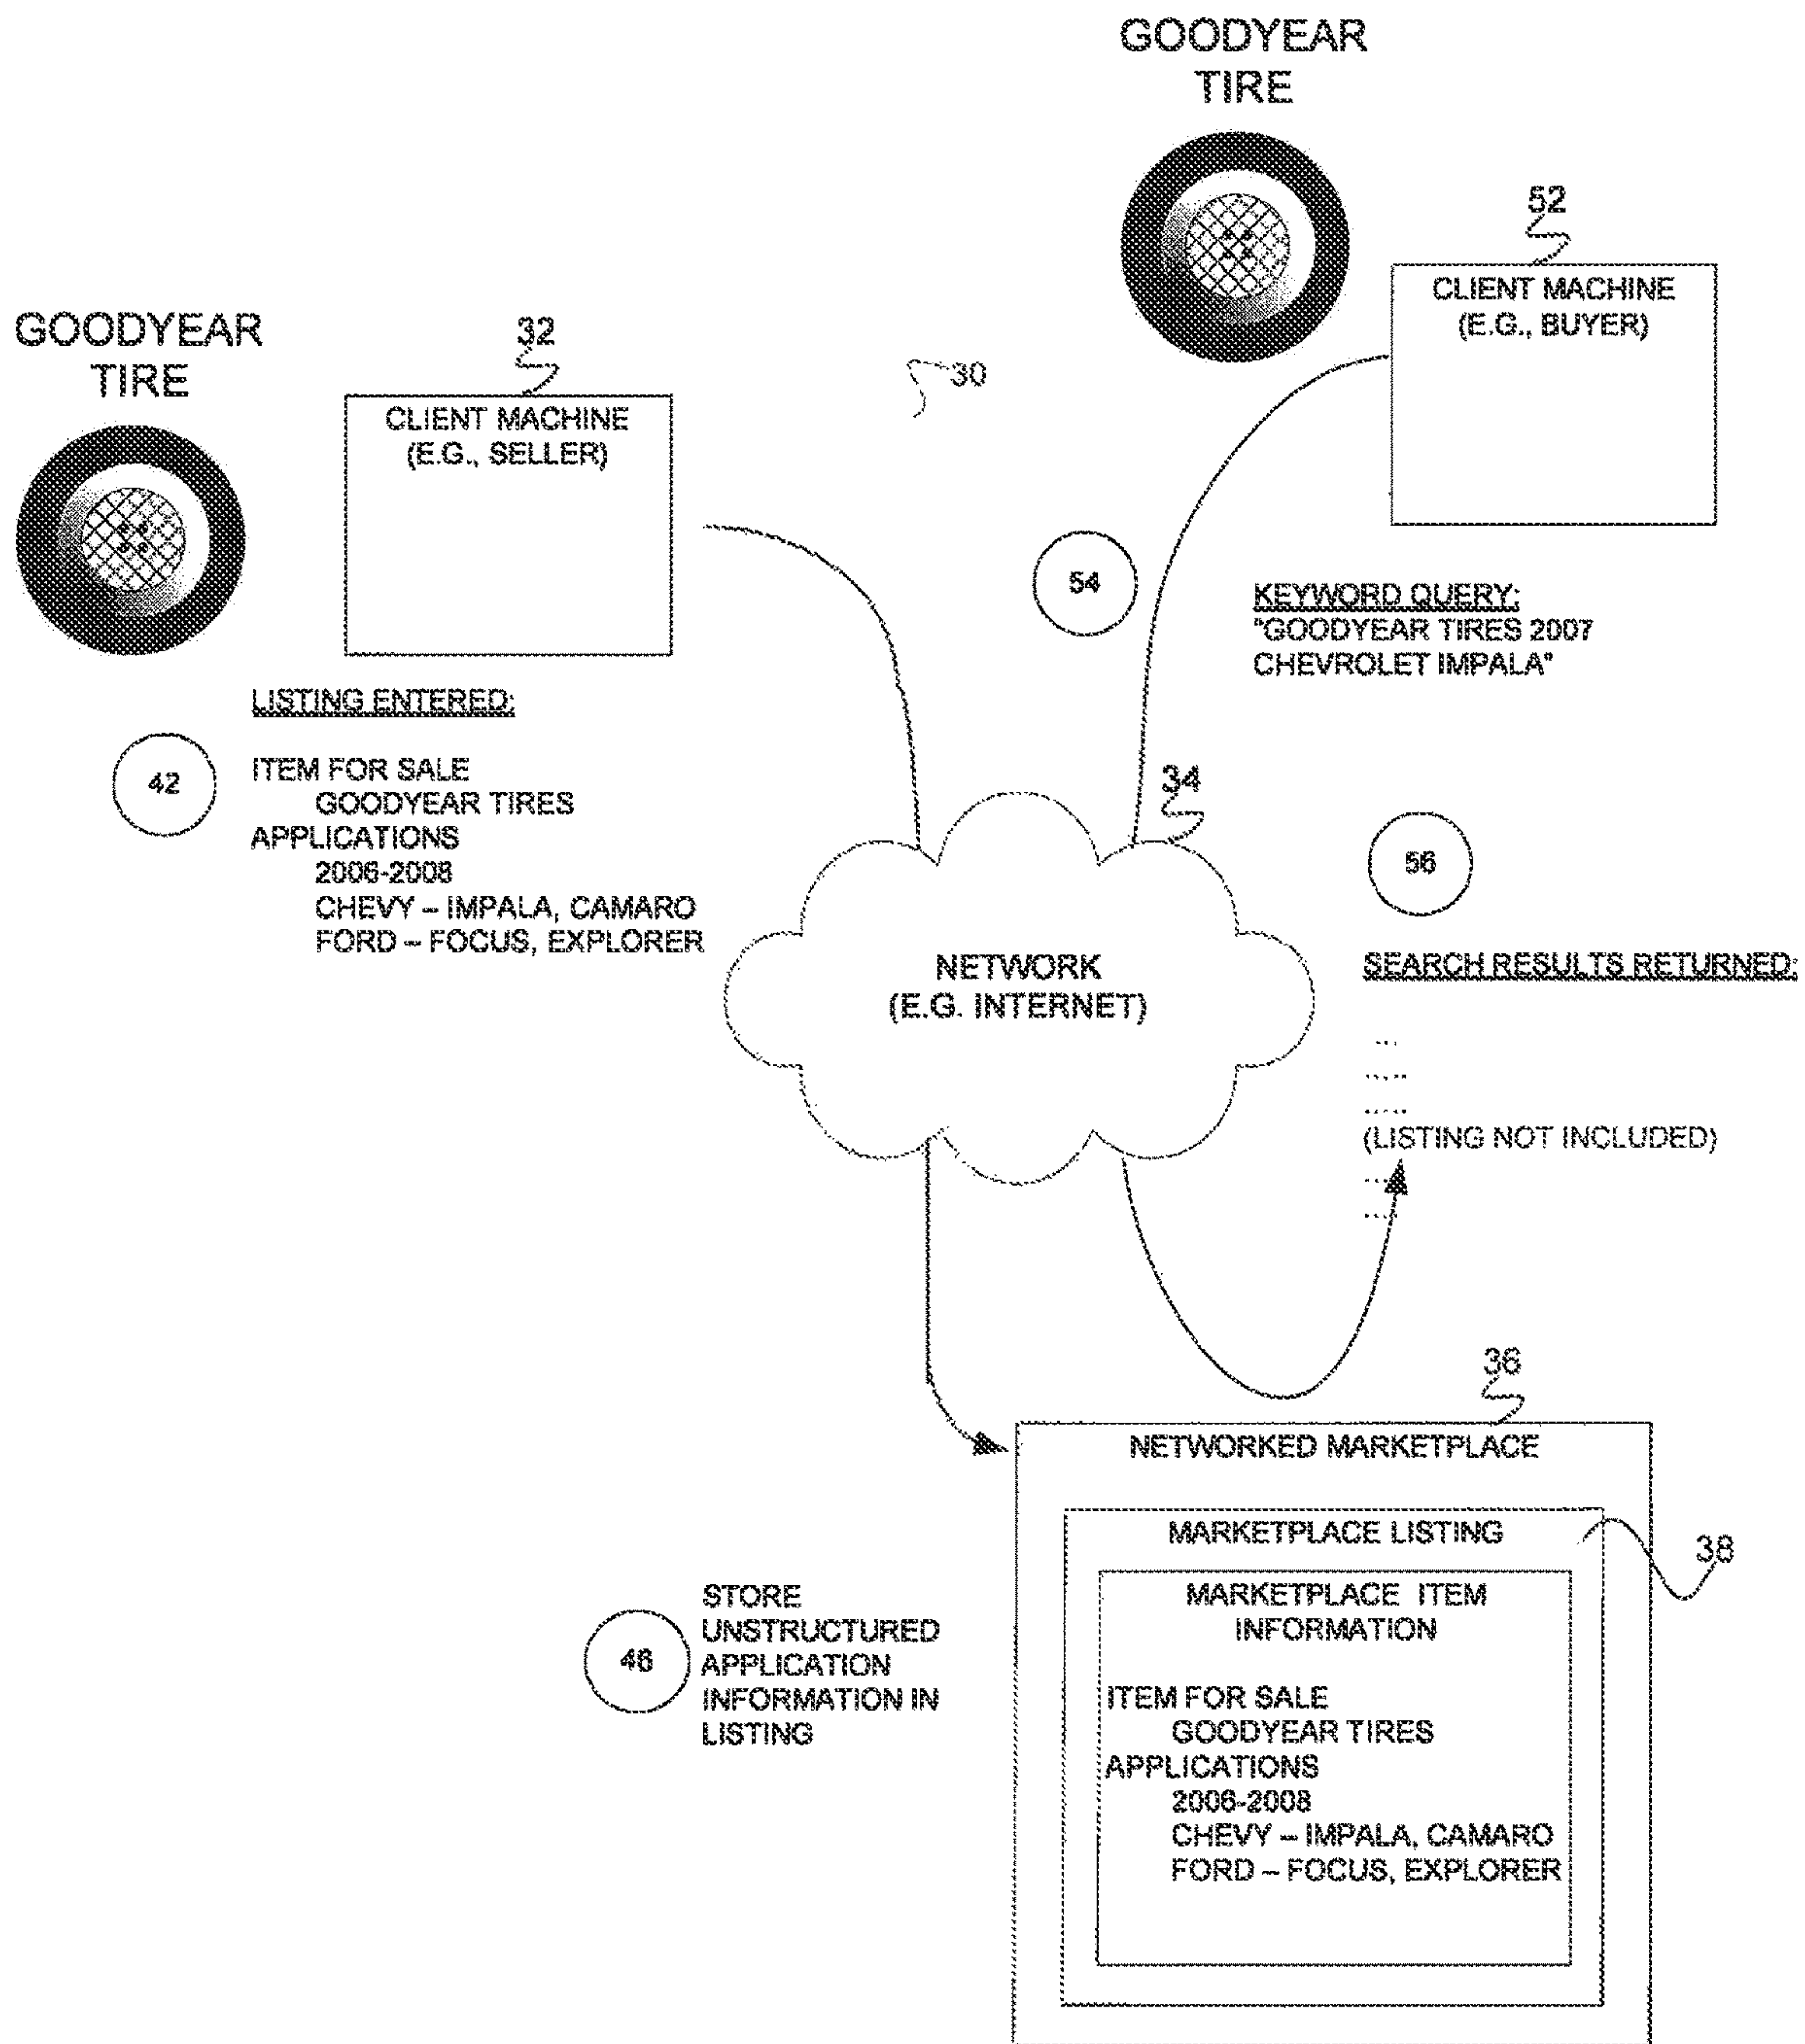 GOODYEAR
TIRE
52
CLIENT MACHINE
(E.G., BUYER)
GOODYEAR
TIRE
32
CLIENT MACHINE
(E.G., SELLER)
30
54
KEYWORD QUERY:
"GOODYEAR TIRES 2007
CHEVROLET IMPALA"
LISTING ENTERED:
42
ITEM FOR SALE
GOODYEAR TIRES
APPLICATIONS
2006-2008
CHEVY – IMPALA, CAMARO
FORD – FOCUS, EXPLORER
34
56
NETWORK
(E.G. INTERNET)
SEARCH RESULTS RETURNED:
(LISTING NOT INCLUDED)
36
NETWORKED MARKETPLACE
MARKETPLACE LISTING
38
MARKETPLACE ITEM
INFORMATION
46
STORE
UNSTRUCTURED
APPLICATION
INFORMATION IN
LISTING
ITEM FOR SALE
GOODYEAR TIRES
APPLICATIONS
2006-2008
CHEVY – IMPALA, CAMARO
FORD – FOCUS, EXPLORER